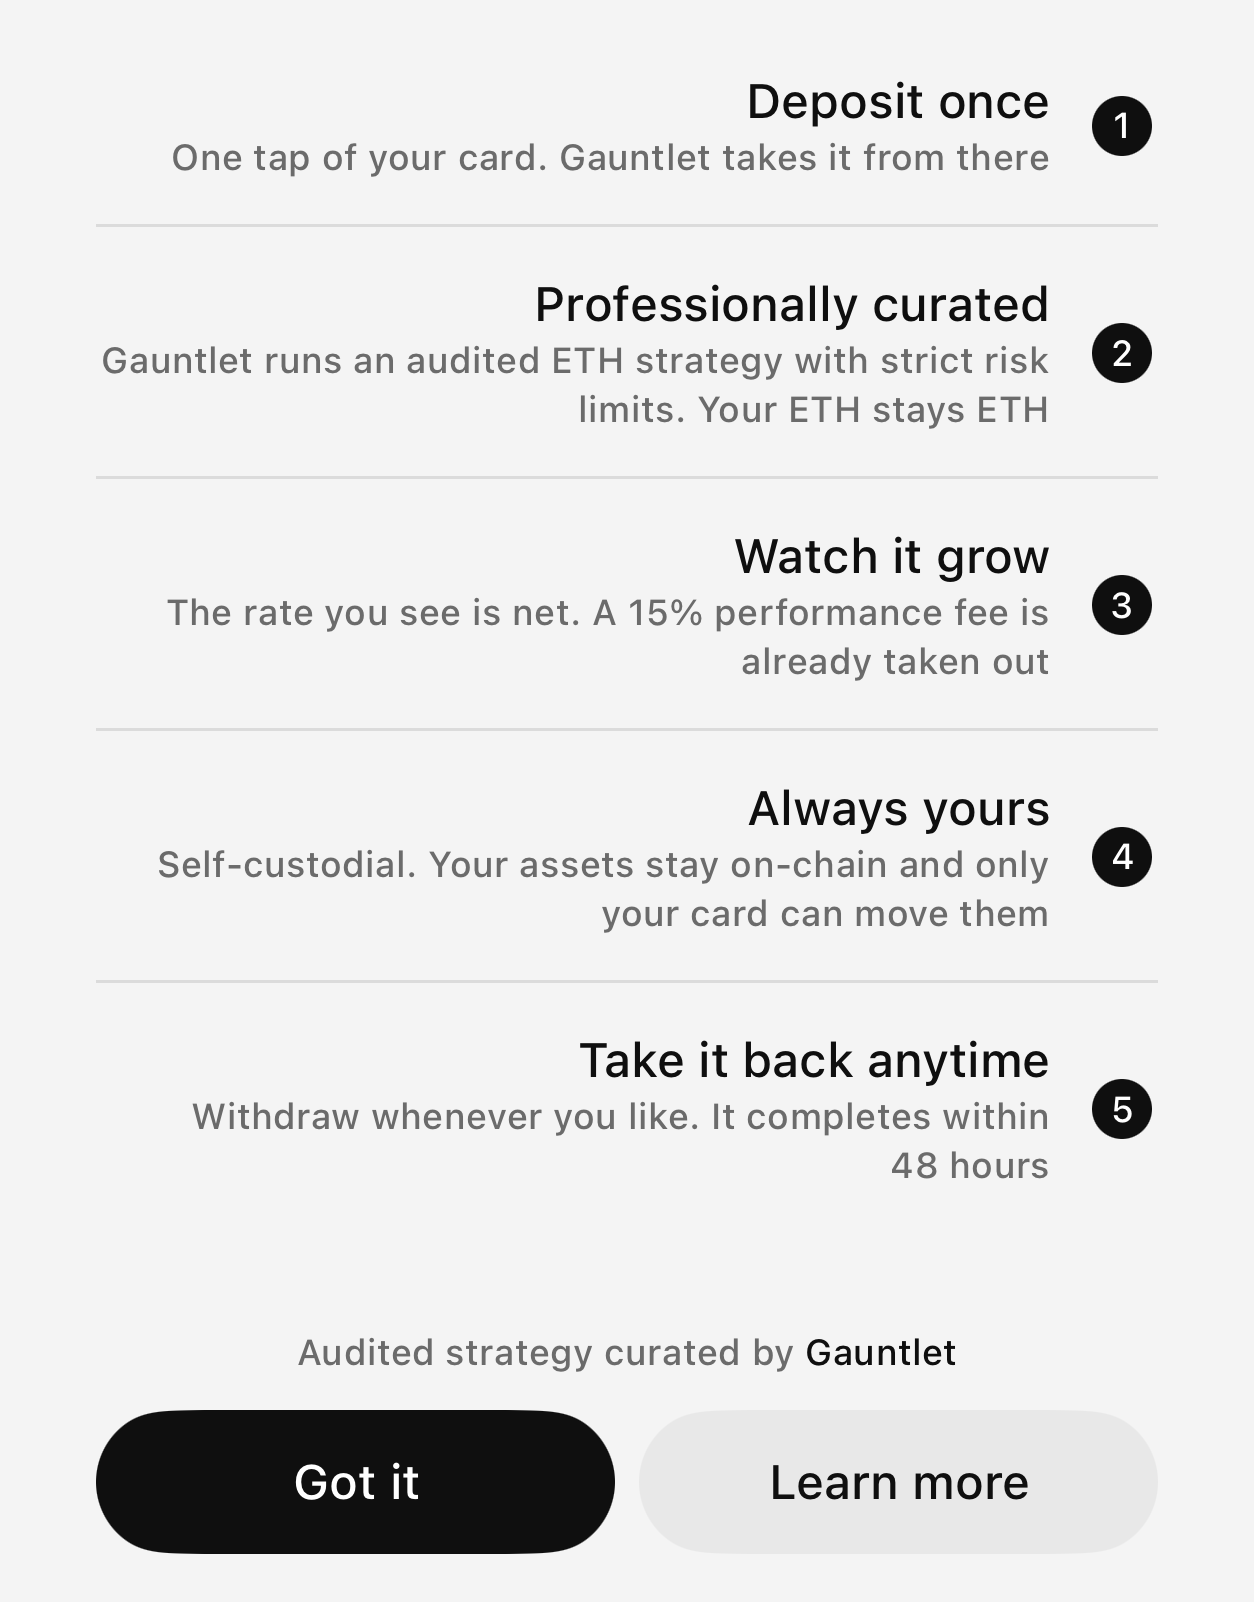 Deposit once
1
One tap of your card. Gauntlet takes it from there
Professionally curated
2
Gauntlet runs an audited ETH strategy with strict risk
limits. Your ETH stays ETH
Watch it grow
3
The rate you see is net. A 15% performance fee is
already taken out
Always yours
4
Self-custodial. Your assets stay on-chain and only
your card can move them
Take it back anytime
5
Withdraw whenever you like. It completes within
48 hours
Audited strategy curated by Gauntlet
Got it
Learn more